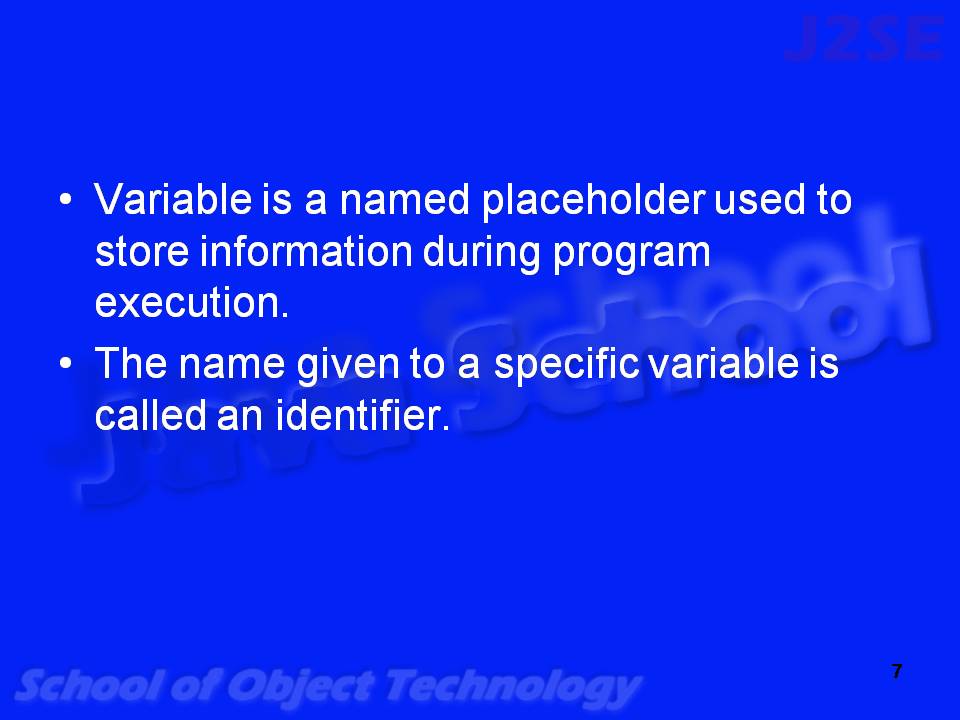 J2SE
• Variable is a named placeholder used to
store information during program
execution.
• The name given to a specific variable is
called an identifier.
Java School
School of Object Technology
7